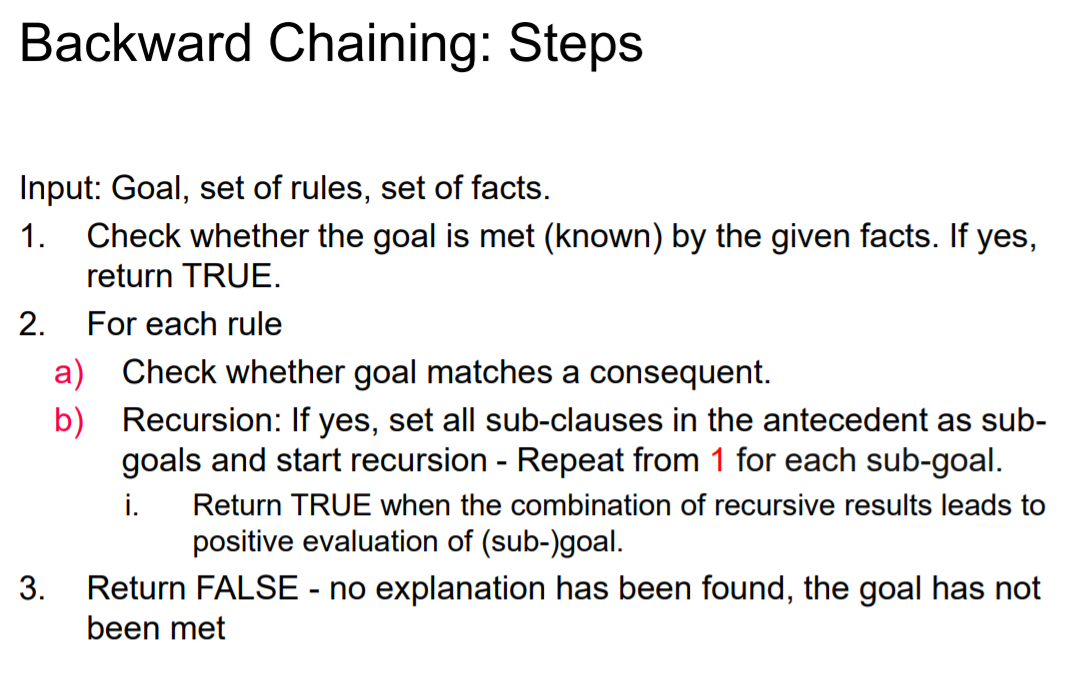 Backward Chaining: Steps
Input: Goal, set of rules, set of facts.
1. Check whether the goal is met (known) by the given facts. If yes,
return TRUE.
2. For each rule
a) Check whether goal matches a consequent.
b) Recursion: If yes, set all sub-clauses in the antecedent as sub-
goals and start recursion - Repeat from 1 for each sub-goal.
i. Return TRUE when the combination of recursive results leads to
positive evaluation of (sub-)goal.
3. Return FALSE - no explanation has been found, the goal has not
been met